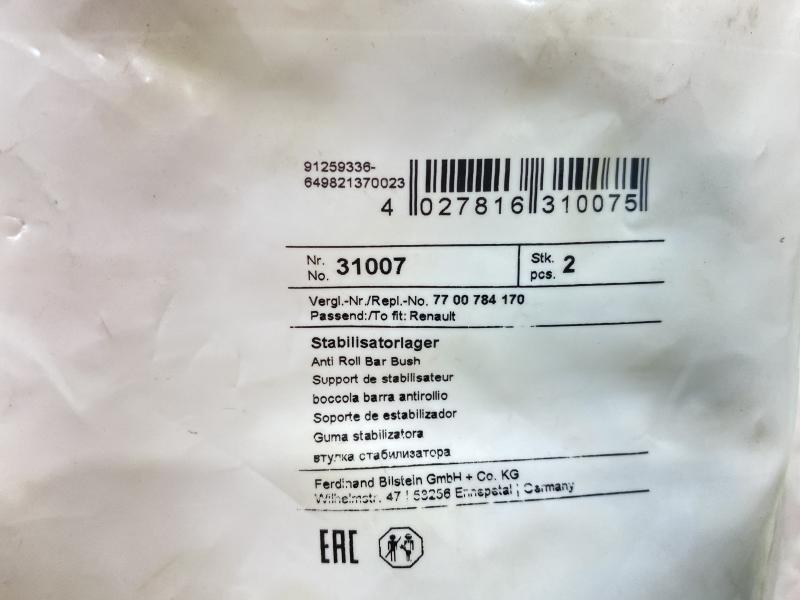 91259336-
649821370023
4 027816 310075
Nr.
No. 31007
Stk.
pcs. 2
Vergl.-Nr./Repl.-No. 77 00 784 170
Passend:/To fit: Renault
Stabilisatorlager
Anti Roll Bar Bush
Support de stabilisateur
boccola barra antirollio
Soporte de estabilizador
Guma stabilizatora
втулка стабилизатора
Ferdinand Bilstein GmbH + Co. KG
Wilhelmstr. 47 | 58256 Ennepetal | Germany
EAC